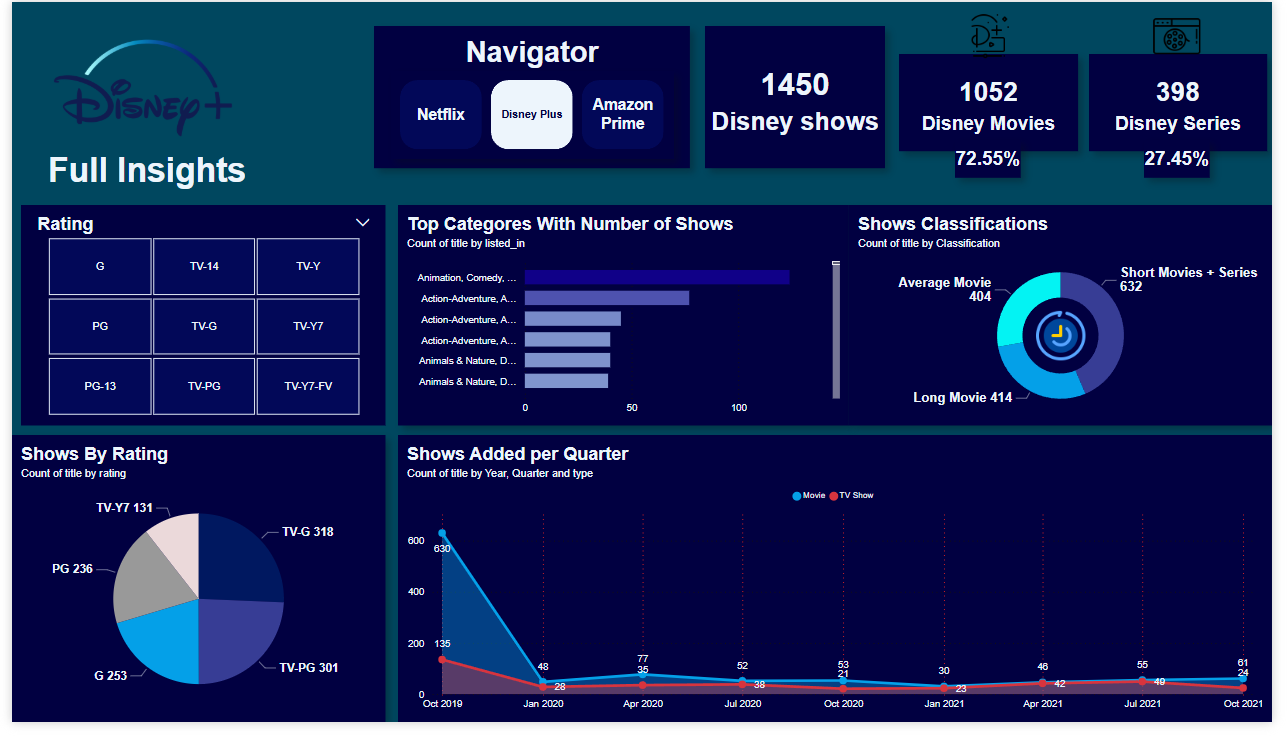 Disney+
Full Insights
Navigator
Netflix
Disney Plus
Amazon
Prime
1450
Disney shows
D+
1052
Disney Movies
72.55%
398
Disney Series
27.45%
Rating
G
TV-14
TV-Y
PG
TV-G
TV-Y7
PG-13
TV-PG
TV-Y7-FV
Top Categores With Number of Shows
Count of title by listed_in
Animation, Comedy, ...
Action-Adventure, A...
Action-Adventure, A...
Action-Adventure, A...
Animals & Nature, D...
Animals & Nature, D...
0
50
100
Shows Classifications
Count of title by Classification
Average Movie
404
Short Movies + Series
632
Long Movie 414
Shows By Rating
Count of title by rating
TV-Y7 131
TV-G 318
PG 236
G 253
TV-PG 301
Shows Added per Quarter
Count of title by Year, Quarter and type
Movie
TV Show
600
400
200
0
630
135
48
28
77
35
52
38
53
21
30
23
46
42
55
49
61
24
Oct 2019
Jan 2020
Apr 2020
Jul 2020
Oct 2020
Jan 2021
Apr 2021
Jul 2021
Oct 2021